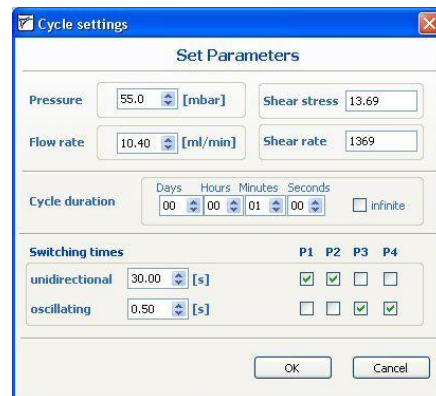 Cycle settings
Set Parameters
Pressure 55.0 [mbar] Shear stress 13.69
Flow rate 10.40 [ml/min] Shear rate 1369
Days Hours Minutes Seconds
Cycle duration 00 00 01 00 infinite
Switching times P1 P2 P3 P4
unidirectional 30.00 [s]
oscillating 0.50 [s]
OK Cancel